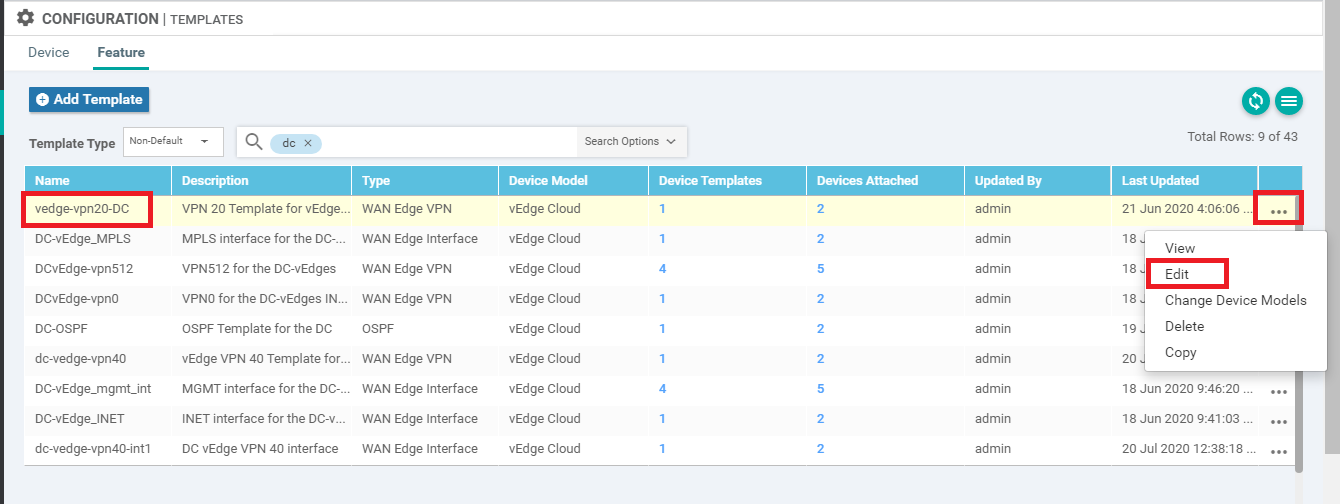 CONFIGURATION | TEMPLATES
Device Feature
Add Template
Template Type Non-Default dc × Search Options Total Rows: 9 of 43
Name Description Type Device Model Device Templates Devices Attached Updated By Last Updated
vedge-vpn20-DC VPN 20 Template for vEdge... WAN Edge VPN vEdge Cloud 1 2 admin 21 Jun 2020 4:06:06 ... •••
DC-vEdge_MPLS MPLS interface for the DC-... WAN Edge Interface vEdge Cloud 1 2 admin 18 J
View
DCvEdge-vpn512 VPN512 for the DC-vEdges WAN Edge VPN vEdge Cloud 4 5 admin 18 J
Edit
DCvEdge-vpn0 VPN0 for the DC-vEdges IN... WAN Edge VPN vEdge Cloud 1 2 admin 18 J
Change Device Models
DC-OSPF OSPF Template for the DC OSPF vEdge Cloud 1 2 admin 19 J
Delete
dc-vedge-vpn40 vEdge VPN 40 Template for... WAN Edge VPN vEdge Cloud 1 2 admin 20 J
Copy
DC-vEdge_mgmt_int MGMT interface for the DC-... WAN Edge Interface vEdge Cloud 4 5 admin 18 Jun 2020 9:46:20 ... •••
DC-vEdge_INET INET interface for the DC-v... WAN Edge Interface vEdge Cloud 1 2 admin 18 Jun 2020 9:41:03 ... •••
dc-vedge-vpn40-int1 DC vEdge VPN 40 interface WAN Edge Interface vEdge Cloud 1 2 admin 20 Jul 2020 12:38:18 ... •••